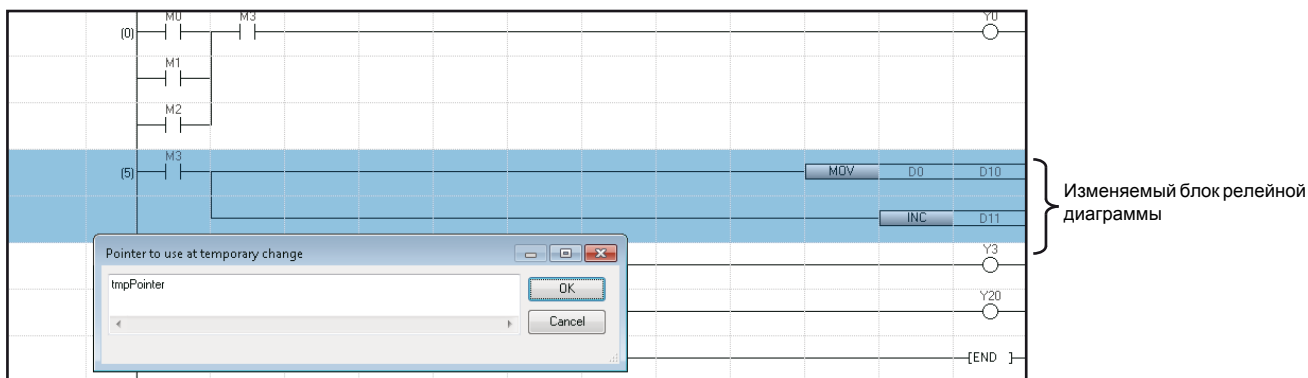 M0 M3 Y0
(0)
M1
M2
M3
(5) MOV D0 D10
INC D11
Изменяемый блок релейной
диаграммы
Pointer to use at temporary change
tmpPointer
OK
Cancel
Y3
Y20
[END ]